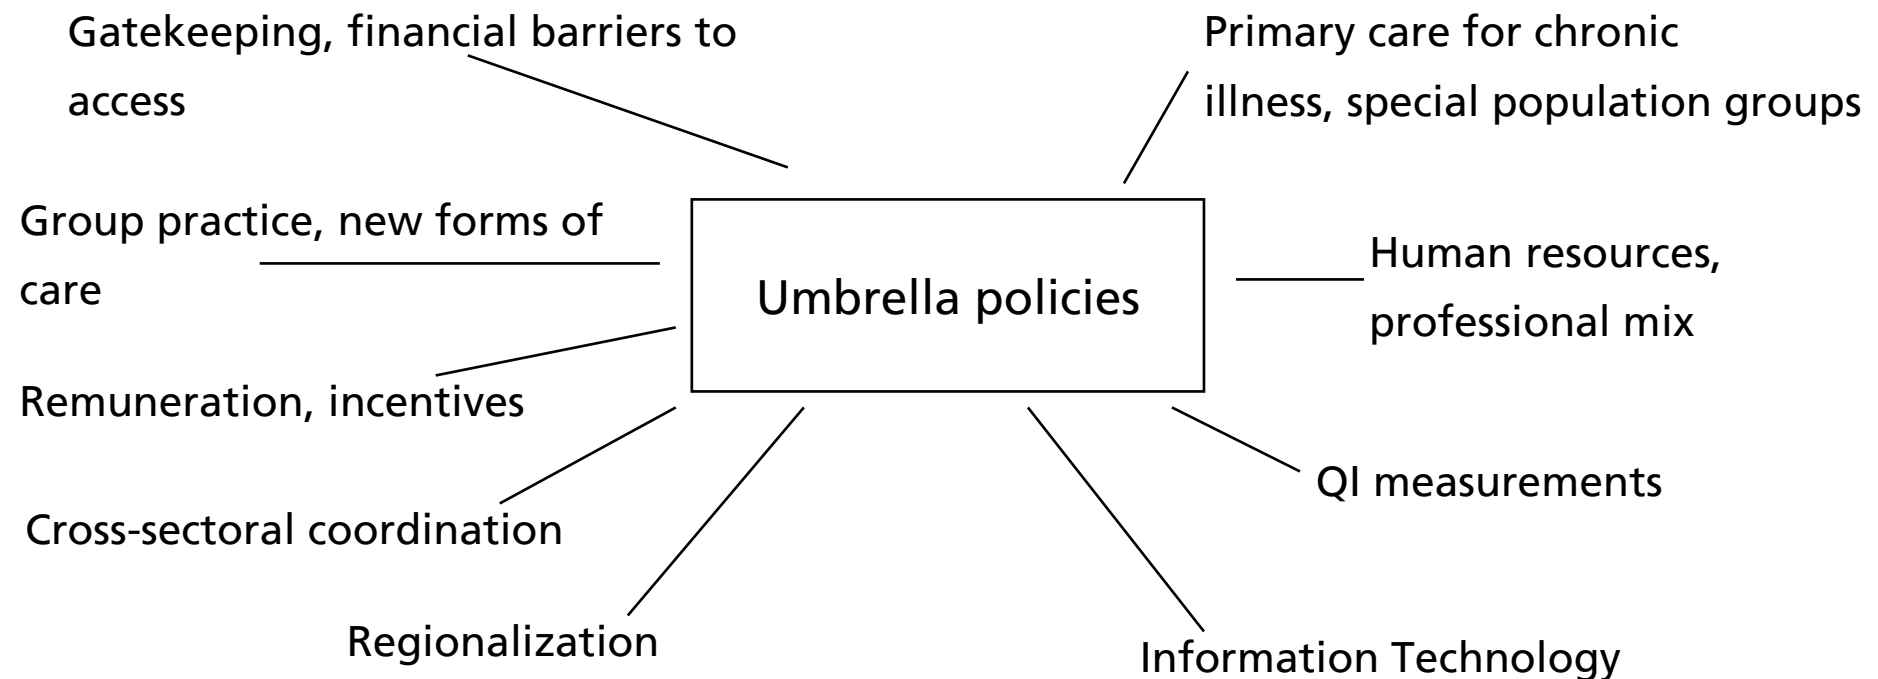 Gatekeeping, financial barriers to
access
Primary care for chronic
illness, special population groups
Group practice, new forms of
care
Human resources,
professional mix
Umbrella policies
Remuneration, incentives
QI measurements
Cross-sectoral coordination
Regionalization
Information Technology